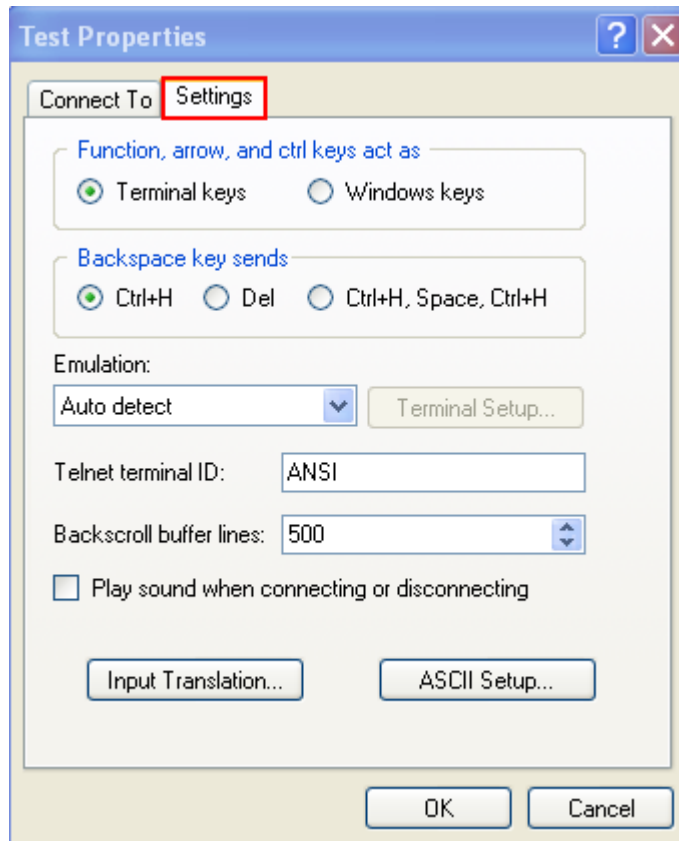 Test Properties
Connect To Settings
Function, arrow, and ctrl keys act as
Terminal keys Windows keys
Backspace key sends
Ctrl+H Del Ctrl+H, Space, Ctrl+H
Emulation:
Auto detect Terminal Setup...
Telnet terminal ID: ANSI
Backscroll buffer lines: 500
Play sound when connecting or disconnecting
Input Translation... ASCII Setup...
OK Cancel